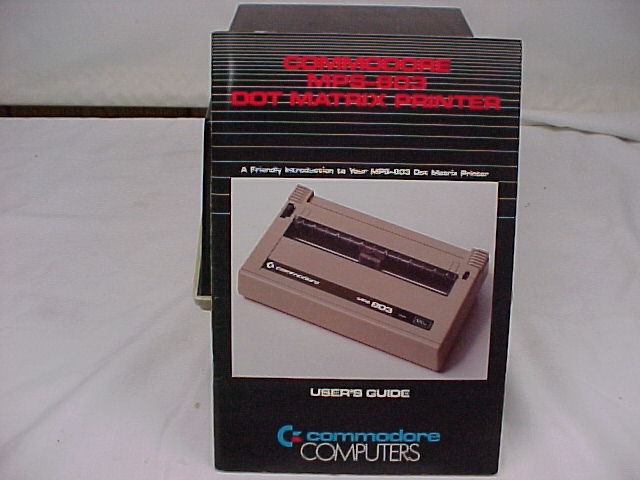 COMMODORE
MPS-803
DOT MATRIX PRINTER
A Friendly Introduction to Your MPS-803 Dot Matrix Printer
commodore
MPS 803
USER'S GUIDE
commodore
COMPUTERS